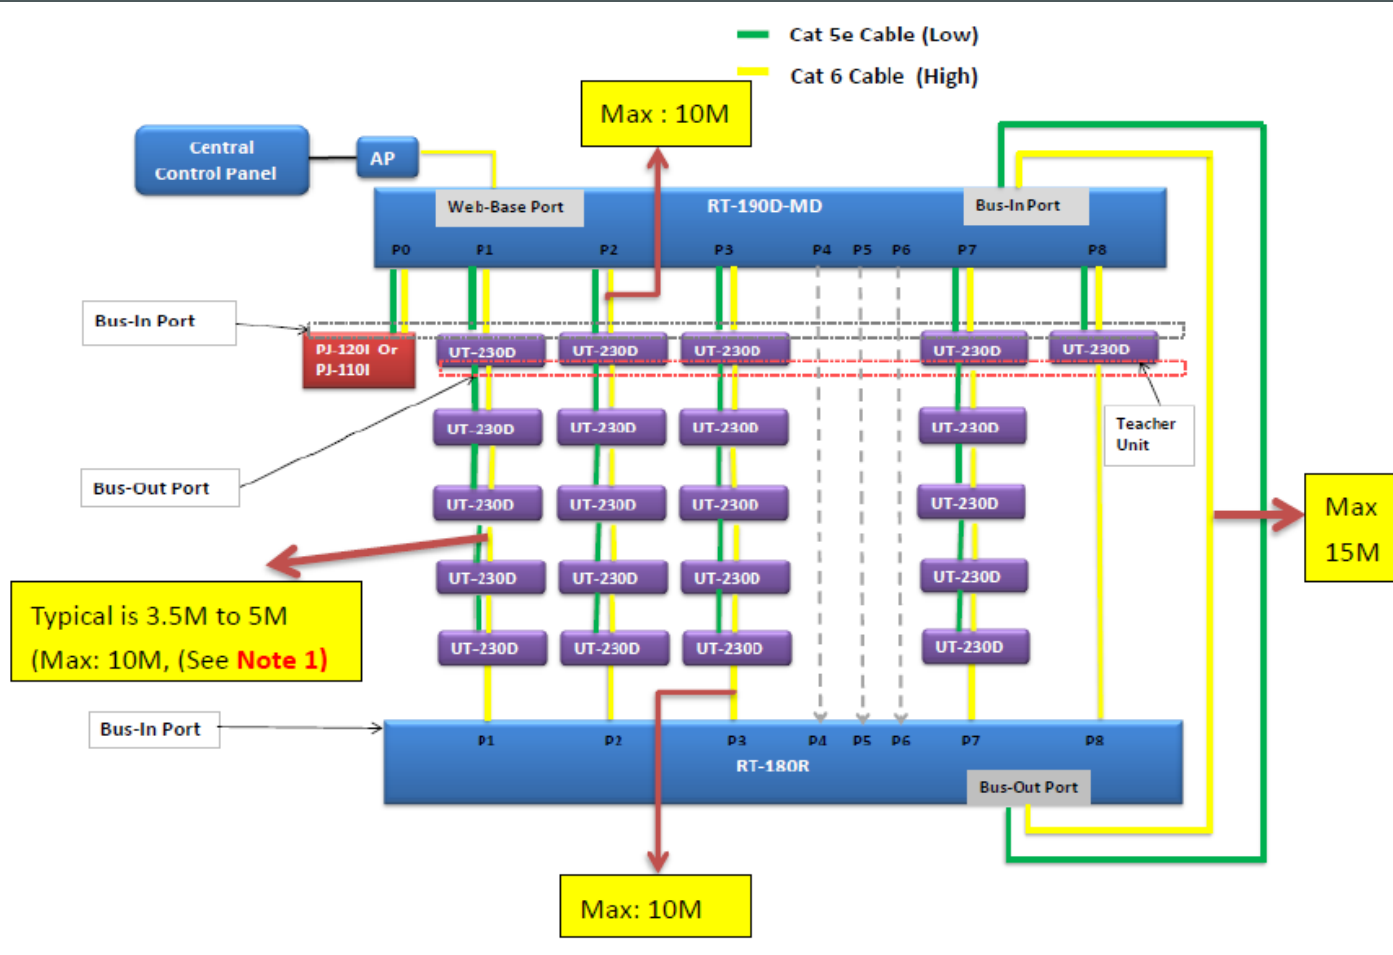 Cat 5e Cable (Low)
Cat 6 Cable (High)
Max : 10M
Central
Control Panel
AP
Web-Base Port
RT-190D-MD
Bus-In Port
P0 P1 P2 P3 P4 P5 P6 P7 P8
Bus-In Port
PJ-120I Or
PJ-110I
UT-230D UT-230D UT-230D UT-230D UT-230D
Teacher
Unit
UT-230D UT-230D UT-230D UT-230D
Bus-Out Port
UT-230D UT-230D UT-230D UT-230D
Max
15M
UT-230D UT-230D UT-230D UT-230D
Typical is 3.5M to 5M
(Max: 10M, (See Note 1)
UT-230D UT-230D UT-230D UT-230D
Bus-In Port
P1 P2 P3 P4 P5 P6 P7 P8
RT-180R
Bus-Out Port
Max: 10M